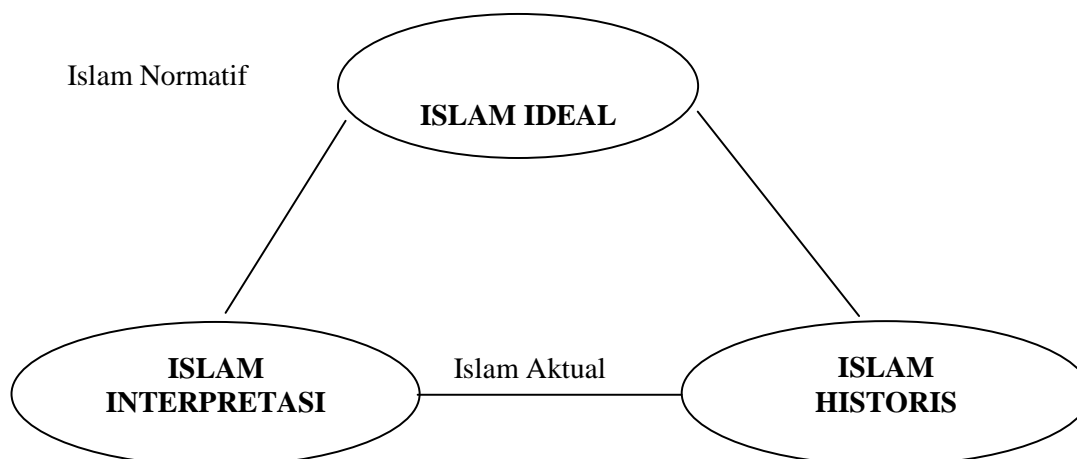 Islam Normatif
ISLAM IDEAL
ISLAM
INTERPRETASI
Islam Aktual
ISLAM
HISTORIS